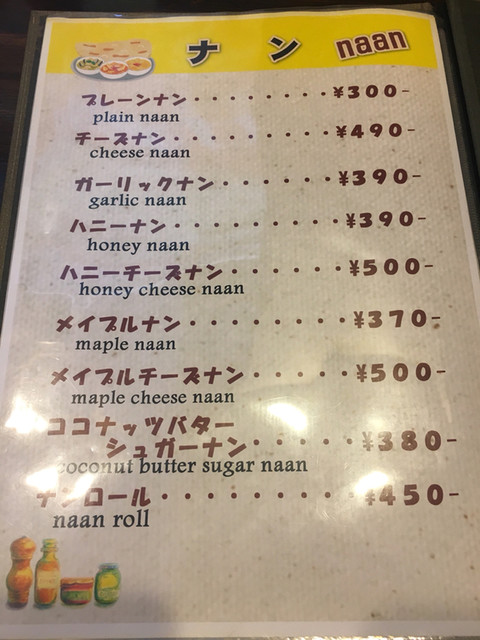 ナン naan
プレーンナン・・・・・・・・¥300-
plain naan
チーズナン・・・・・・・・・¥490-
cheese naan
ガーリックナン・・・・・・¥390-
garlic naan
ハニーナン・・・・・・・・・¥390-
honey naan
ハニーチーズナン・・・・・・¥500-
honey cheese naan
メイプルナン・・・・・・・・¥370-
maple naan
メイプルチーズナン・・・・・¥500-
maple cheese naan
ココナッツバター
シュガーナン・・・・・¥380-
coconut butter sugar naan
ナンロール・・・・・・・・・¥450-
naan roll